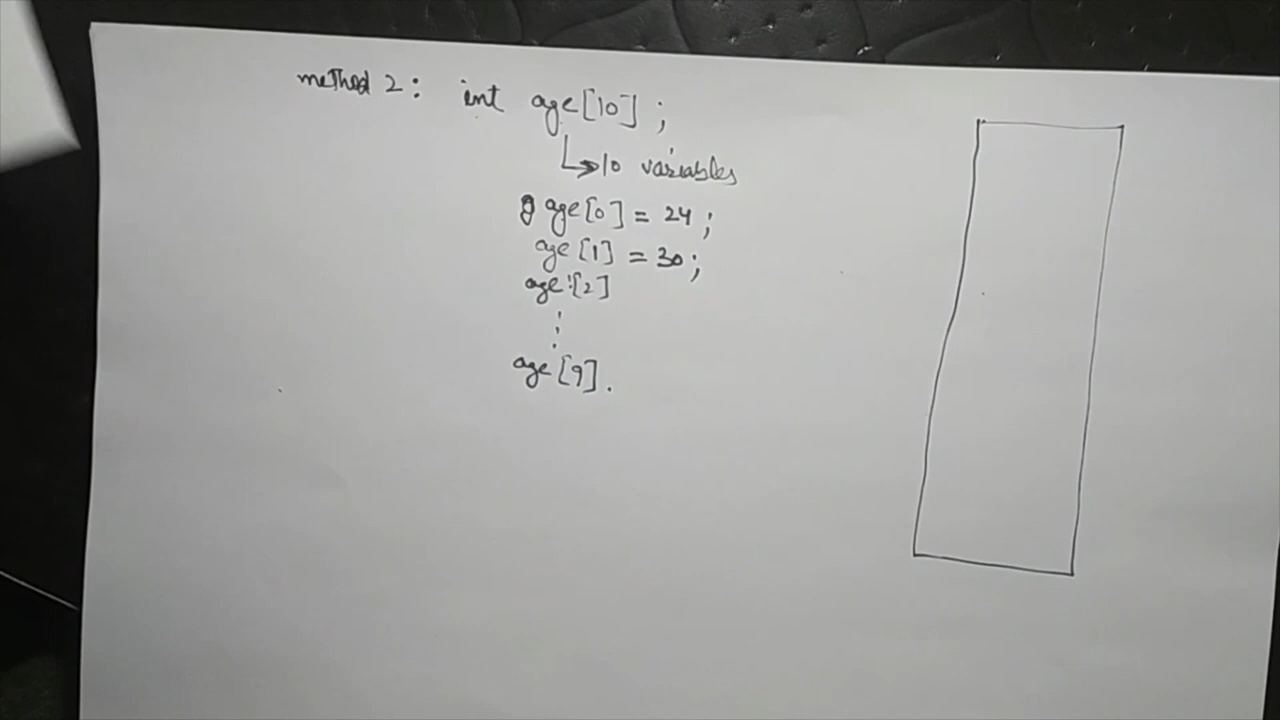 method 2: int age[10];
10 variables
age[0] = 24;
age[1] = 30;
age[2]
age[9].